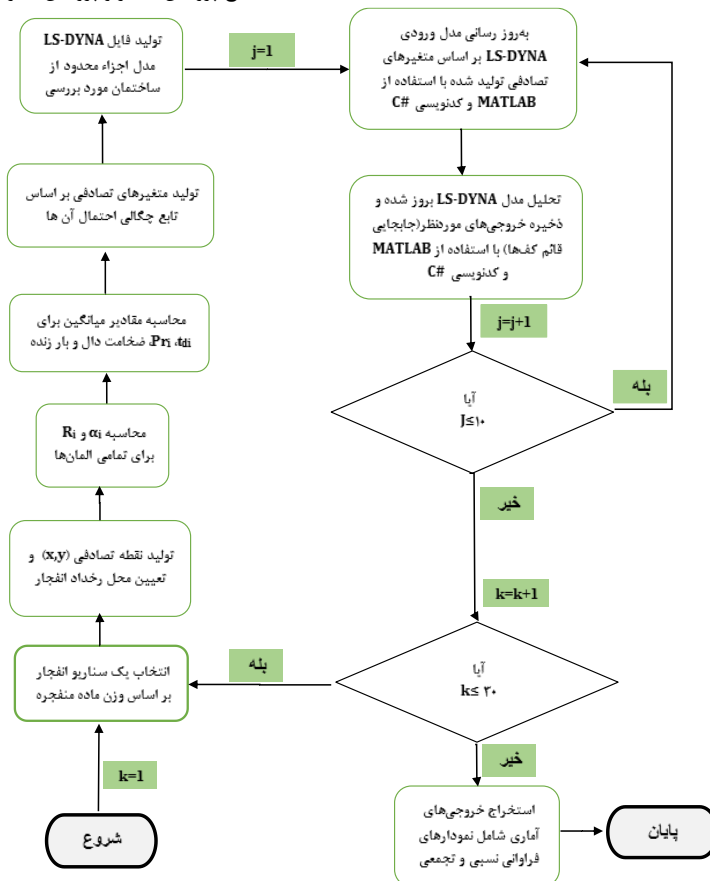 شروع
k=1
انتخاب یک سناریو انفجار
بر اساس وزن ماده منفجره
تولید نقطه تصادفی (x,y) و
تعیین محل رخداد انفجار
محاسبه αi و Ri
برای تمامی المان‌ها
محاسبه مقادیر میانگین برای
Pri ،tdi، ضخامت دال و بار زنده
تولید متغیرهای تصادفی بر اساس
تابع چگالی احتمال آن ها
تولید فایل LS-DYNA
مدل اجزاء محدود از
ساختمان مورد بررسی
j=1
به‌روز رسانی مدل ورودی
LS-DYNA بر اساس متغیرهای
تصادفی تولید شده با استفاده از
MATLAB و کدنویسی C#
تحلیل مدل LS-DYNA بروز شده و
ذخیره خروجی‌های موردنظر(جابجایی
قائم کف‌ها) با استفاده از MATLAB
و کدنویسی C#
j=j+1
آیا
J≤۱۰
بله
خیر
k=k+1
آیا
k≤ ۳۰
بله
خیر
استخراج خروجی‌های
آماری شامل نمودارهای
فراوانی نسبی و تجمعی
پایان